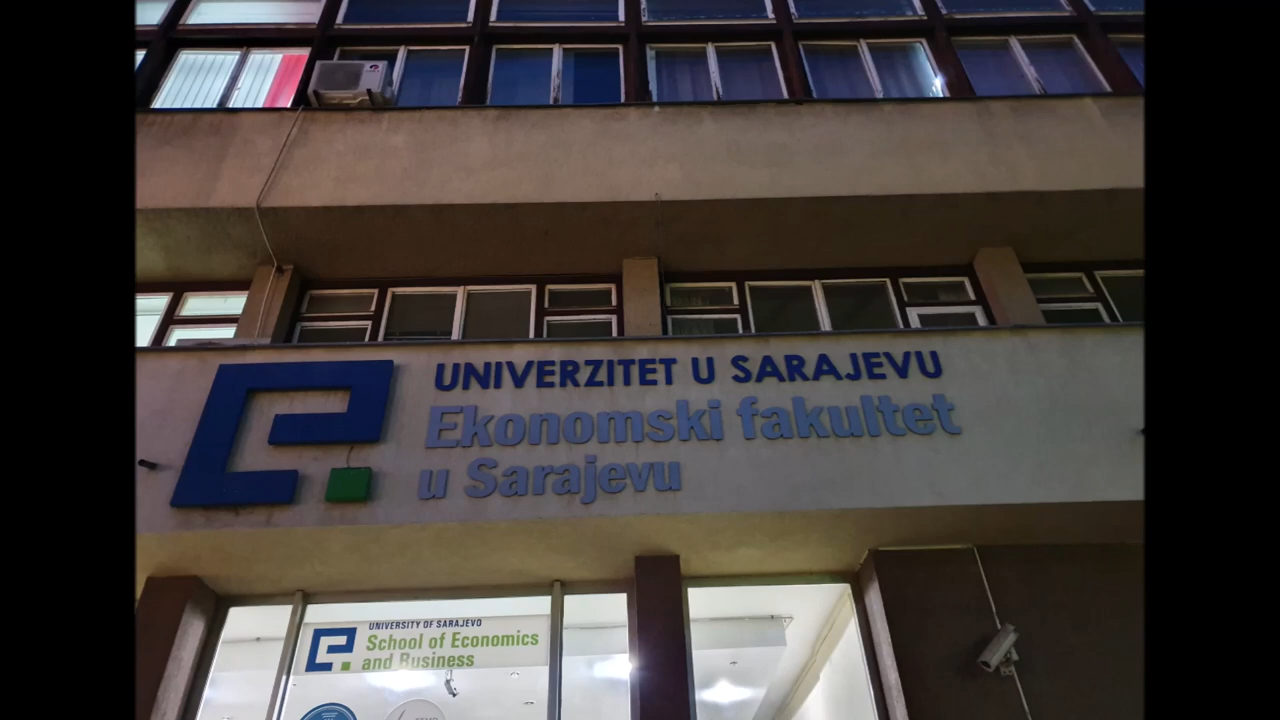 UNIVERZITET U SARAJEVU
Ekonomski fakultet
u Sarajevu
UNIVERSITY OF SARAJEVO
School of Economics
and Business